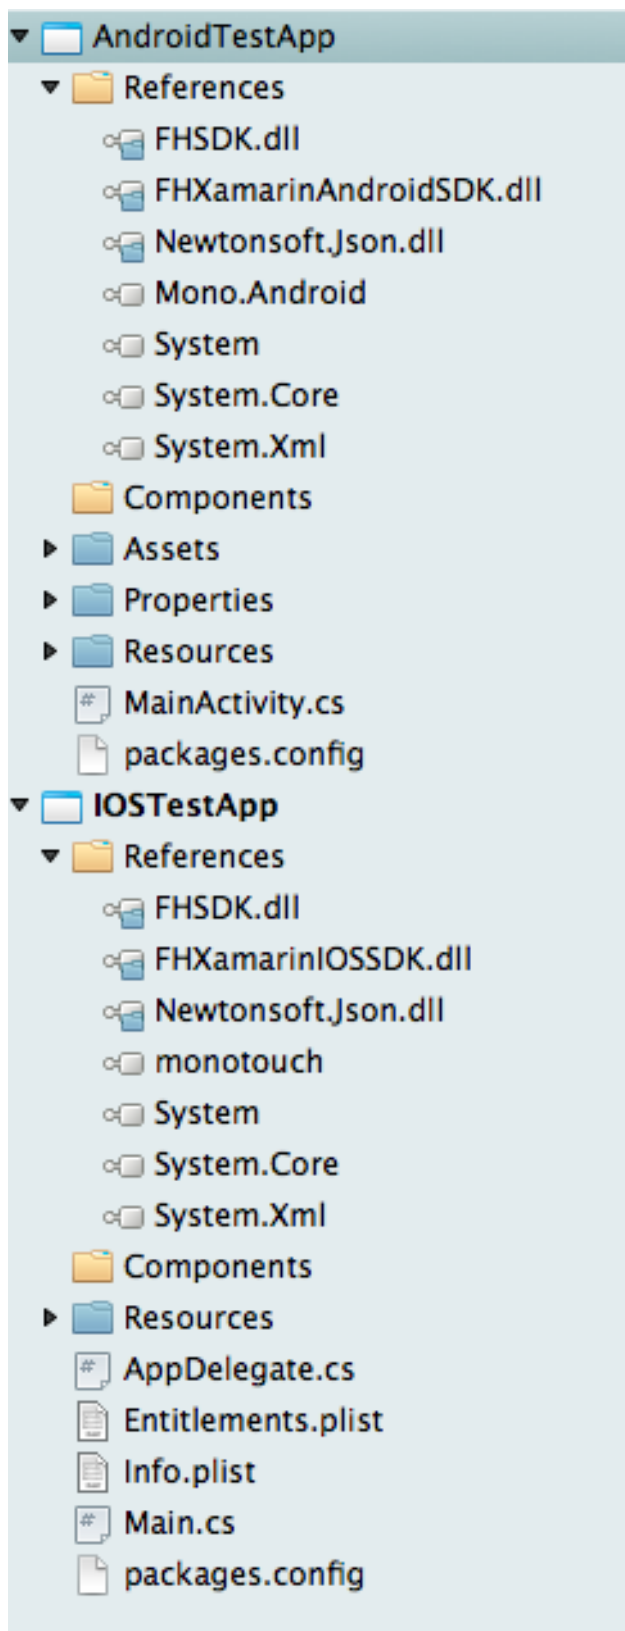 AndroidTestApp
References
FHSDK.dll
FHXamarinAndroidSDK.dll
Newtonsoft.Json.dll
Mono.Android
System
System.Core
System.Xml
Components
Assets
Properties
Resources
MainActivity.cs
packages.config
IOSTestApp
References
FHSDK.dll
FHXamarinIOSSDK.dll
Newtonsoft.Json.dll
monotouch
System
System.Core
System.Xml
Components
Resources
AppDelegate.cs
Entitlements.plist
Info.plist
Main.cs
packages.config